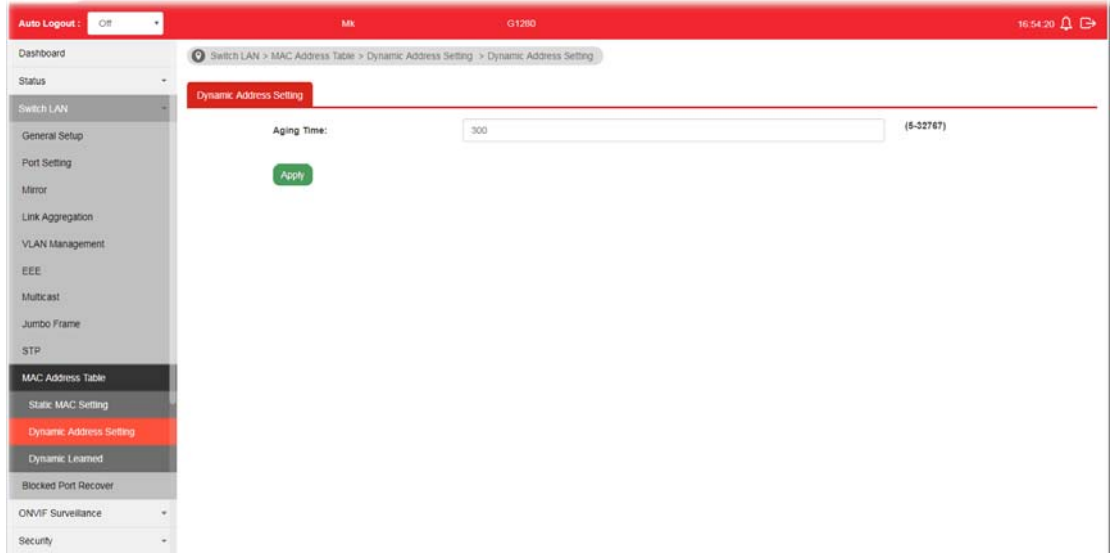 Auto Logout : Off Mk G1280 16:54:20
Dashboard
Switch LAN > MAC Address Table > Dynamic Address Setting > Dynamic Address Setting
Status
Dynamic Address Setting
Switch LAN
Aging Time: 300 (5-32767)
General Setup
Port Setting
Apply
Mirror
Link Aggregation
VLAN Management
EEE
Multicast
Jumbo Frame
STP
MAC Address Table
Static MAC Setting
Dynamic Address Setting
Dynamic Learned
Blocked Port Recover
ONVIF Surveillance
Security